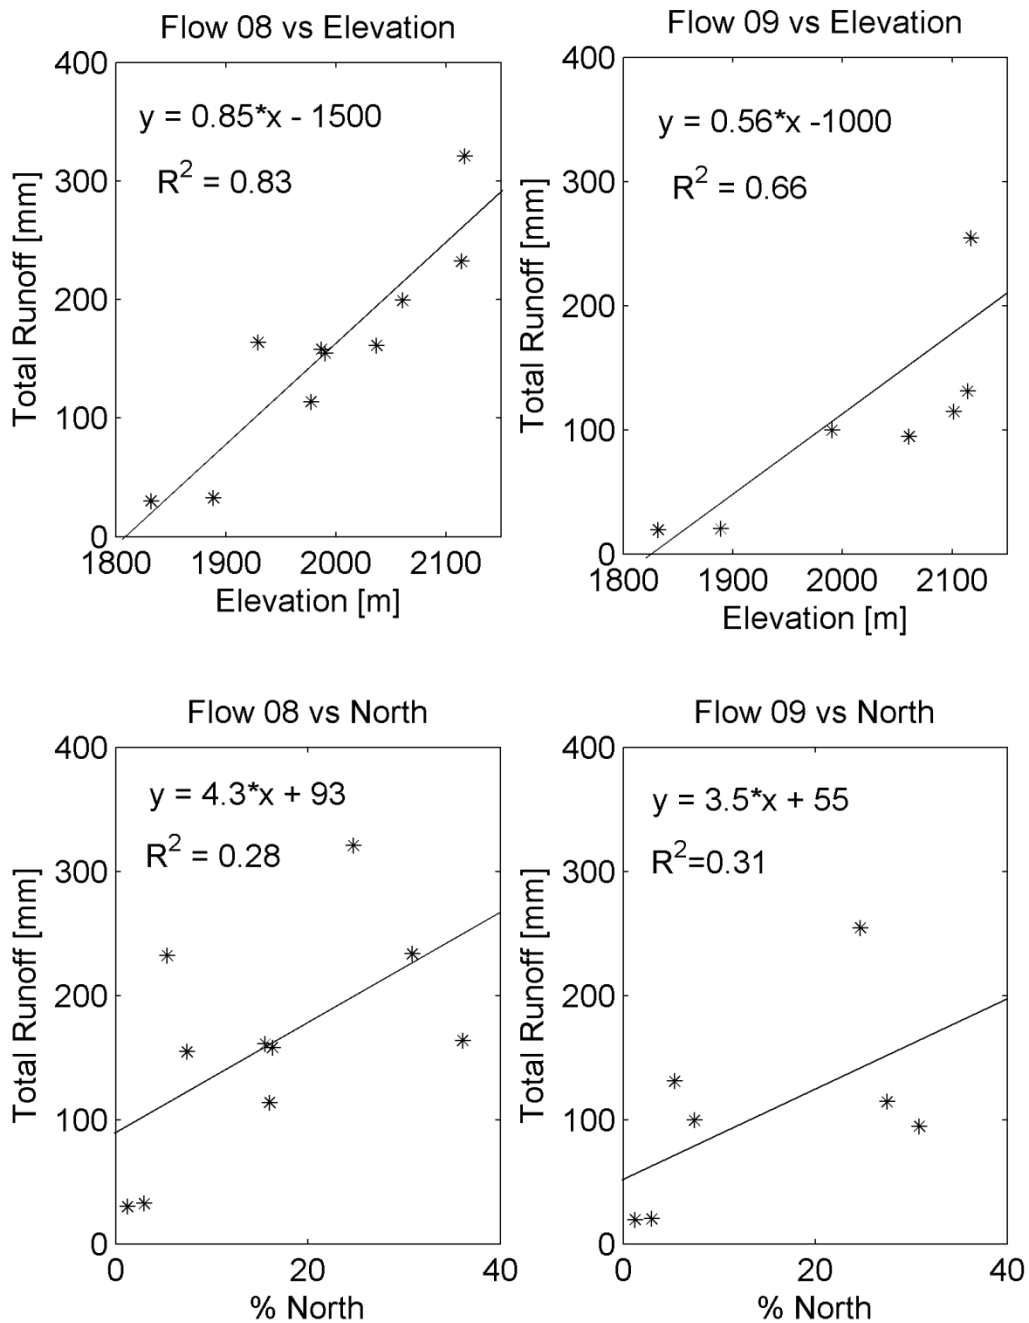 Flow 08 vs Elevation
y = 0.85*x - 1500
R² = 0.83
400
300
200
100
0
Total Runoff [mm]
1800 1900 2000 2100
Elevation [m]
Flow 09 vs Elevation
y = 0.56*x -1000
R² = 0.66
400
300
200
100
0
Total Runoff [mm]
1800 1900 2000 2100
Elevation [m]
Flow 08 vs North
y = 4.3*x + 93
R² = 0.28
400
300
200
100
0
Total Runoff [mm]
0 20 40
% North
Flow 09 vs North
y = 3.5*x + 55
R²=0.31
400
300
200
100
0
Total Runoff [mm]
0 20 40
% North